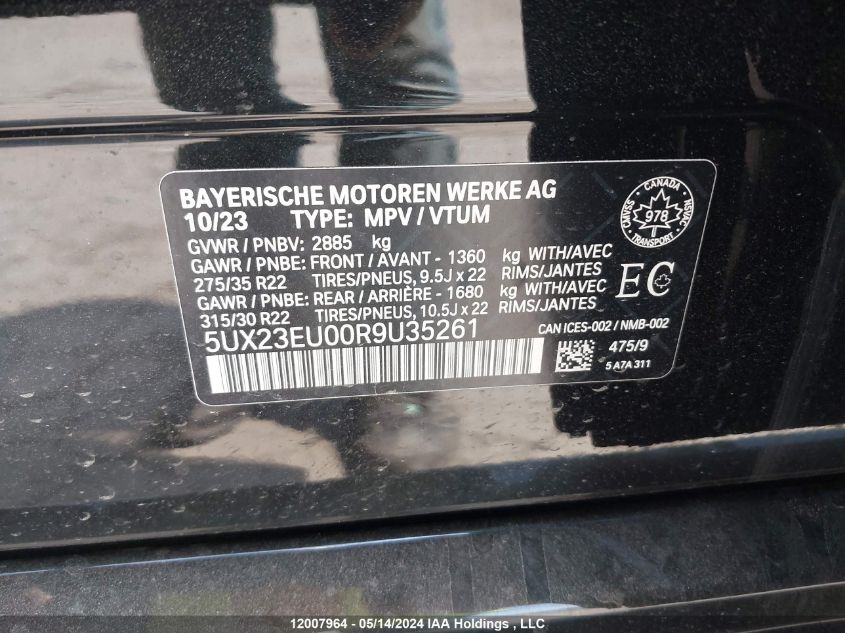 BAYERISCHE MOTOREN WERKE AG
10/23 TYPE: MPV / VTUM
GVWR / PNBV: 2885 kg
GAWR / PNBE: FRONT / AVANT - 1360 kg WITH/AVEC
275/35 R22 TIRES/PNEUS, 9.5J x 22 RIMS/JANTES
GAWR / PNBE: REAR / ARRIÈRE - 1680 kg WITH/AVEC
315/30 R22 TIRES/PNEUS, 10.5J x 22 RIMS/JANTES
5UX23EU00R9U35261
CANADA
CMVSS
978
NSVAC
TRANSPORT
EC
CAN ICES-002 / NMB-002
475/9
5 A7A 311
12007964 - 05/14/2024 IAA Holdings , LLC